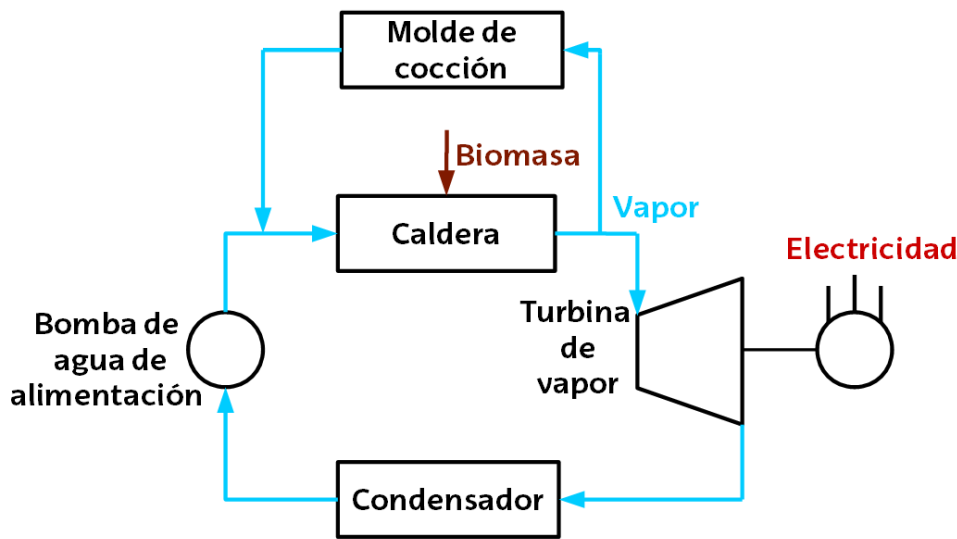 Molde de
cocción
Biomasa
Caldera
Vapor
Electricidad
Bomba de
agua de
alimentación
Turbina
de
vapor
Condensador